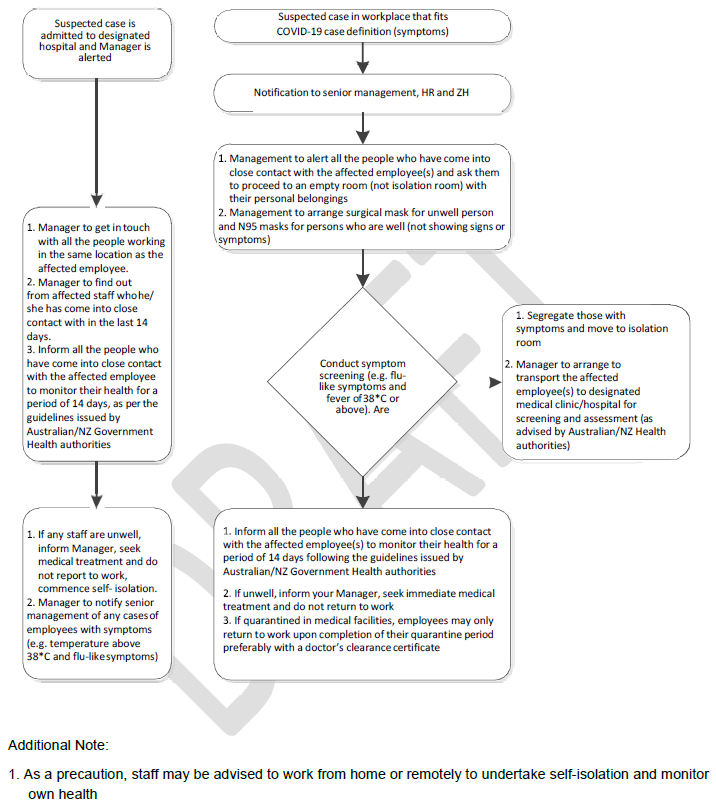 Suspected case is
admitted to designated
hospital and Manager is
alerted
1. Manager to get in touch
with all the people working
in the same location as the
affected employee.
2. Manager to find out
from affected staff who he/
she has come into close
contact with in the last 14
days.
3. Inform all the people who
have come into close contact
with the affected employee
to monitor their health for a
period of 14 days, as per the
guidelines issued by
Australian/NZ Government
Health authorities
1. If any staff are unwell,
inform Manager, seek
medical treatment and do
not report to work,
commence self- isolation.
2. Manager to notify senior
management of any cases of
employees with symptoms
(e.g. temperature above
38*C and flu-like symptoms)
Suspected case in workplace that fits
COVID-19 case definition (symptoms)
Notification to senior management, HR and ZH
1. Management to alert all the people who have come into
close contact with the affected employee(s) and ask them
to proceed to an empty room (not isolation room) with
their personal belongings
2. Management to arrange surgical mask for unwell person
and N95 masks for persons who are well (not showing signs or
symptoms)
Conduct symptom
screening (e.g. flu-
like symptoms and
fever of 38*C or
above). Are
1. Segregate those with
symptoms and move to isolation
room
2. Manager to arrange to
transport the affected
employee(s) to designated
medical clinic/hospital for
screening and assessment (as
advised by Australian/NZ Health
authorities)
1. Inform all the people who have come into close contact
with the affected employee(s) to monitor their health for a
period of 14 days following the guidelines issued by
Australian/NZ Government Health authorities
2. If unwell, inform your Manager, seek immediate medical
treatment and do not return to work
3. If quarantined in medical facilities, employees may only
return to work upon completion of their quarantine period
preferably with a doctor's clearance certificate
DRAFT
Additional Note:
1. As a precaution, staff may be advised to work from home or remotely to undertake self-isolation and monitor
own health